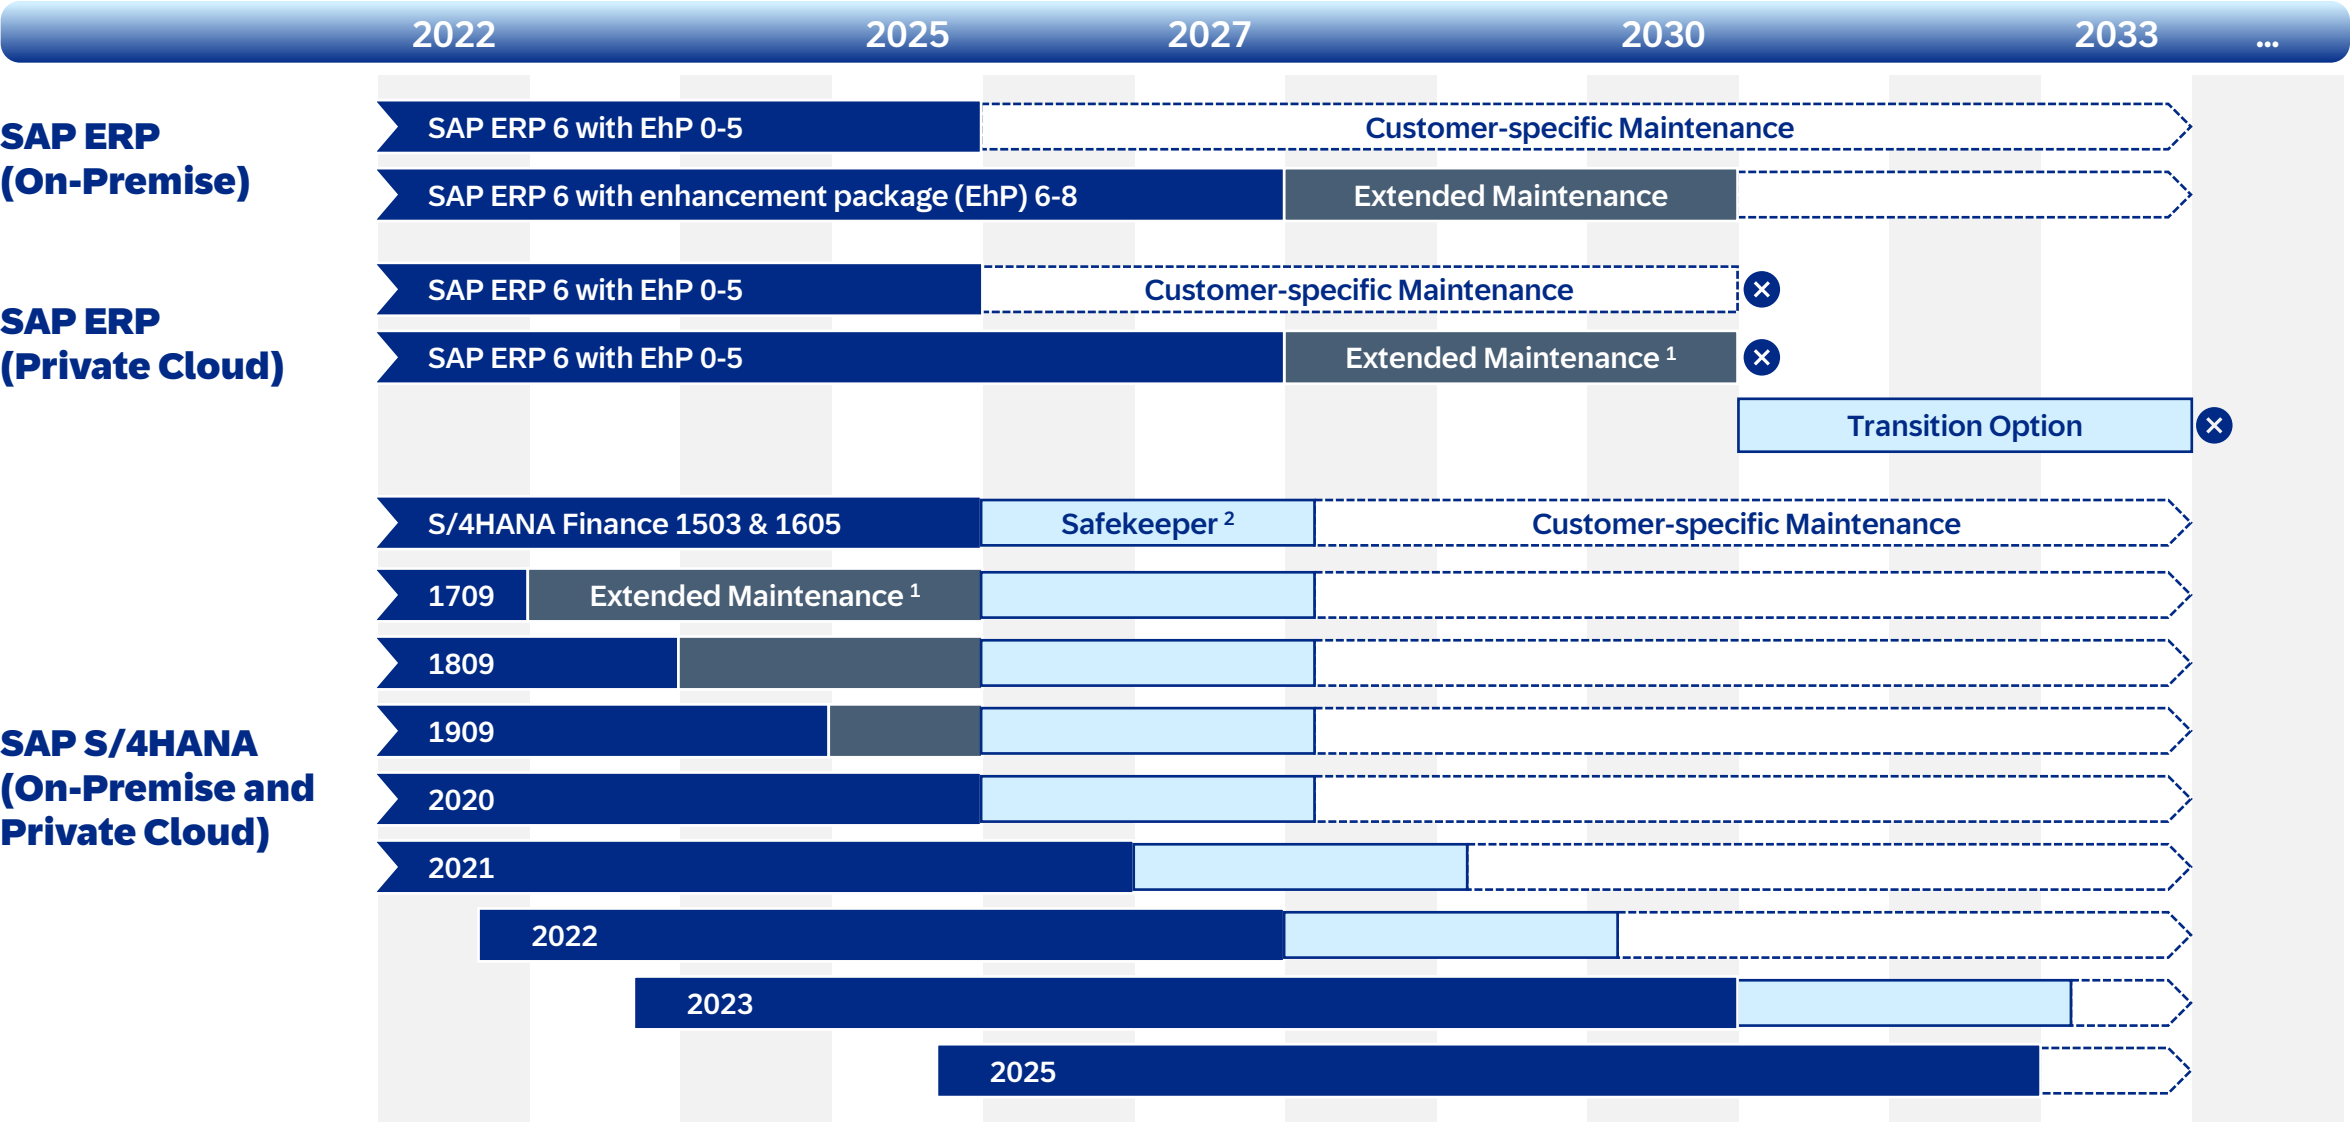 2022 2025 2027 2030 2033 ...
SAP ERP
(On-Premise)
SAP ERP 6 with EhP 0-5 Customer-specific Maintenance
SAP ERP 6 with enhancement package (EhP) 6-8 Extended Maintenance
SAP ERP
(Private Cloud)
SAP ERP 6 with EhP 0-5 Customer-specific Maintenance
SAP ERP 6 with EhP 0-5 Extended Maintenance 1
Transition Option
SAP S/4HANA
(On-Premise and
Private Cloud)
S/4HANA Finance 1503 & 1605 Safekeeper 2 Customer-specific Maintenance
1709 Extended Maintenance 1
1809
1909
2020
2021
2022
2023
2025